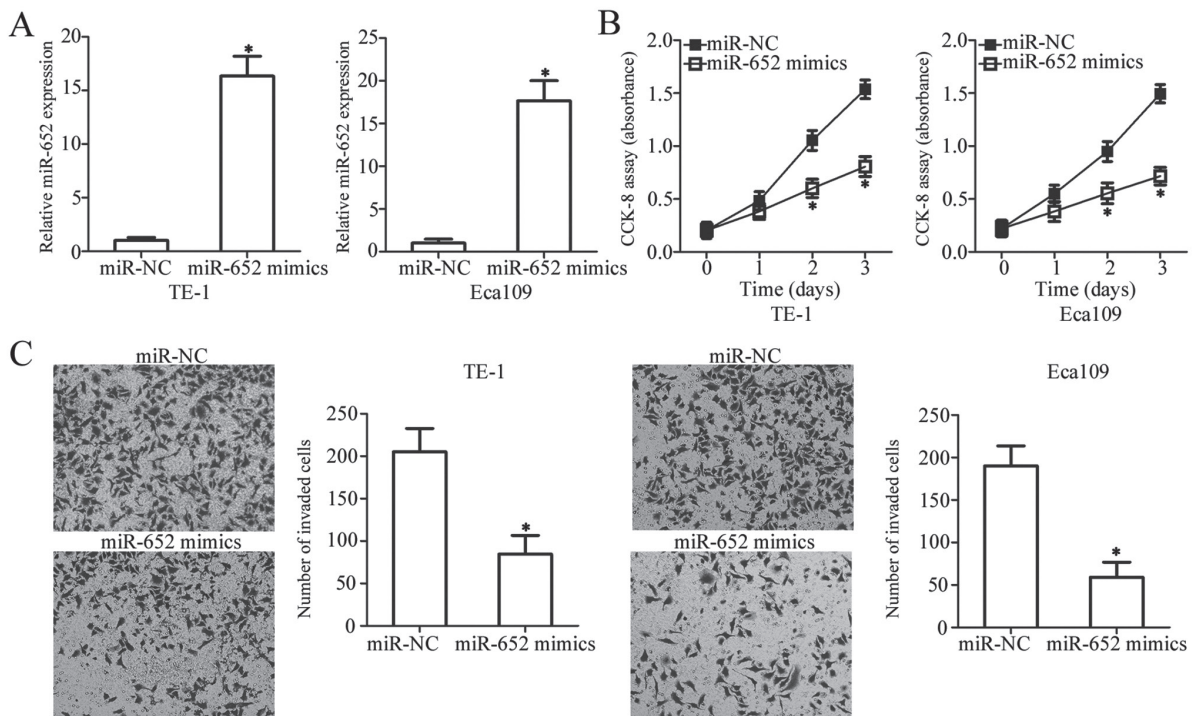 A
Relative miR-652 expression
20
15
10
5
0
*
miR-NC
miR-652 mimics
TE-1
Relative miR-652 expression
25
20
15
10
5
0
*
miR-NC
miR-652 mimics
Eca109
B
CCK-8 assay (absorbance)
2.0
1.5
1.0
0.5
0.0
miR-NC
miR-652 mimics
*
*
0 1 2 3
Time (days)
TE-1
CCK-8 assay (absorbance)
2.0
1.5
1.0
0.5
0.0
miR-NC
miR-652 mimics
*
*
0 1 2 3
Time (days)
Eca109
C
miR-NC
miR-652 mimics
TE-1
Number of invaded cells
250
200
150
100
50
0
*
miR-NC
miR-652 mimics
miR-NC
miR-652 mimics
Eca109
Number of invaded cells
250
200
150
100
50
0
*
miR-NC
miR-652 mimics